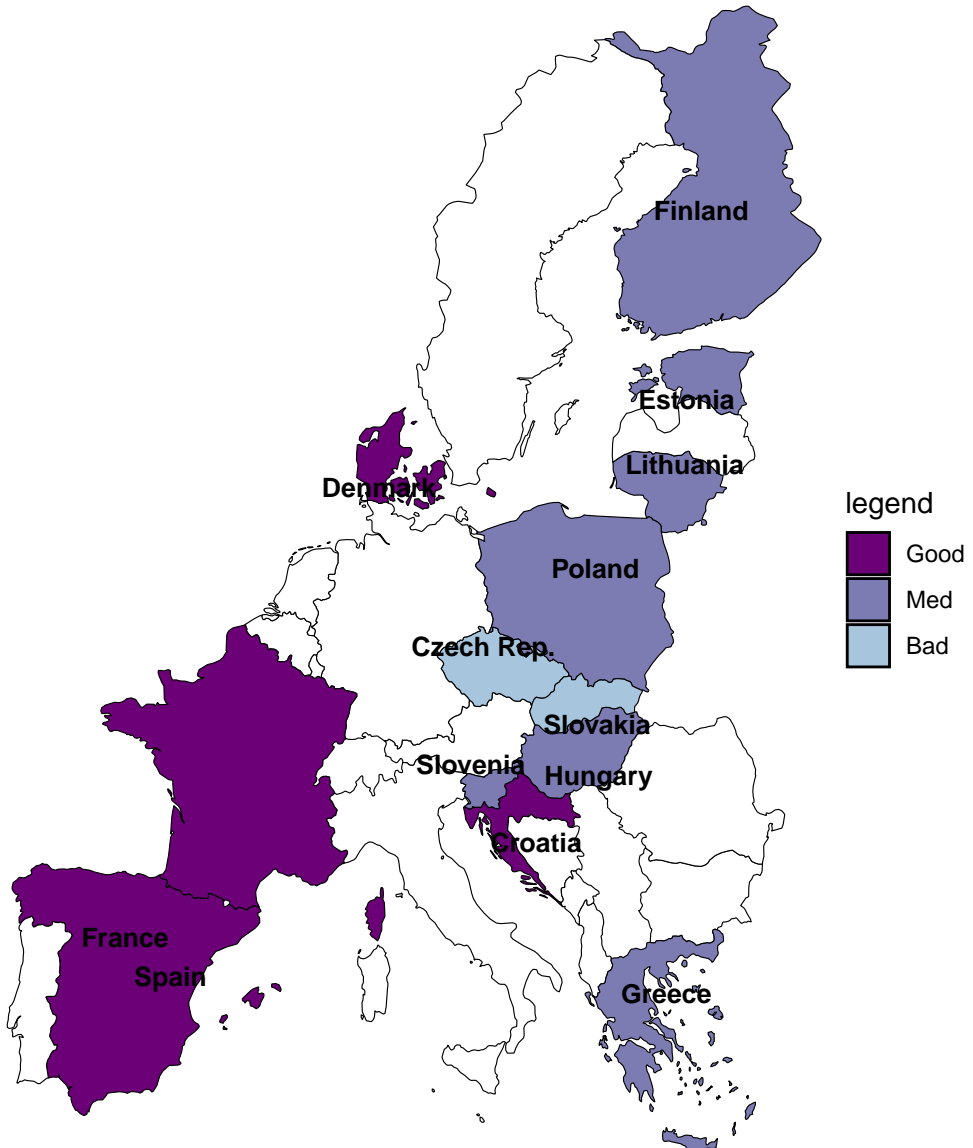 Finland
Estonia
Lithuania
Denmark
Poland
Czech Rep.
Slovakia
Slovenia
Hungary
Croatia
France
Spain
Greece
legend
Good
Med
Bad